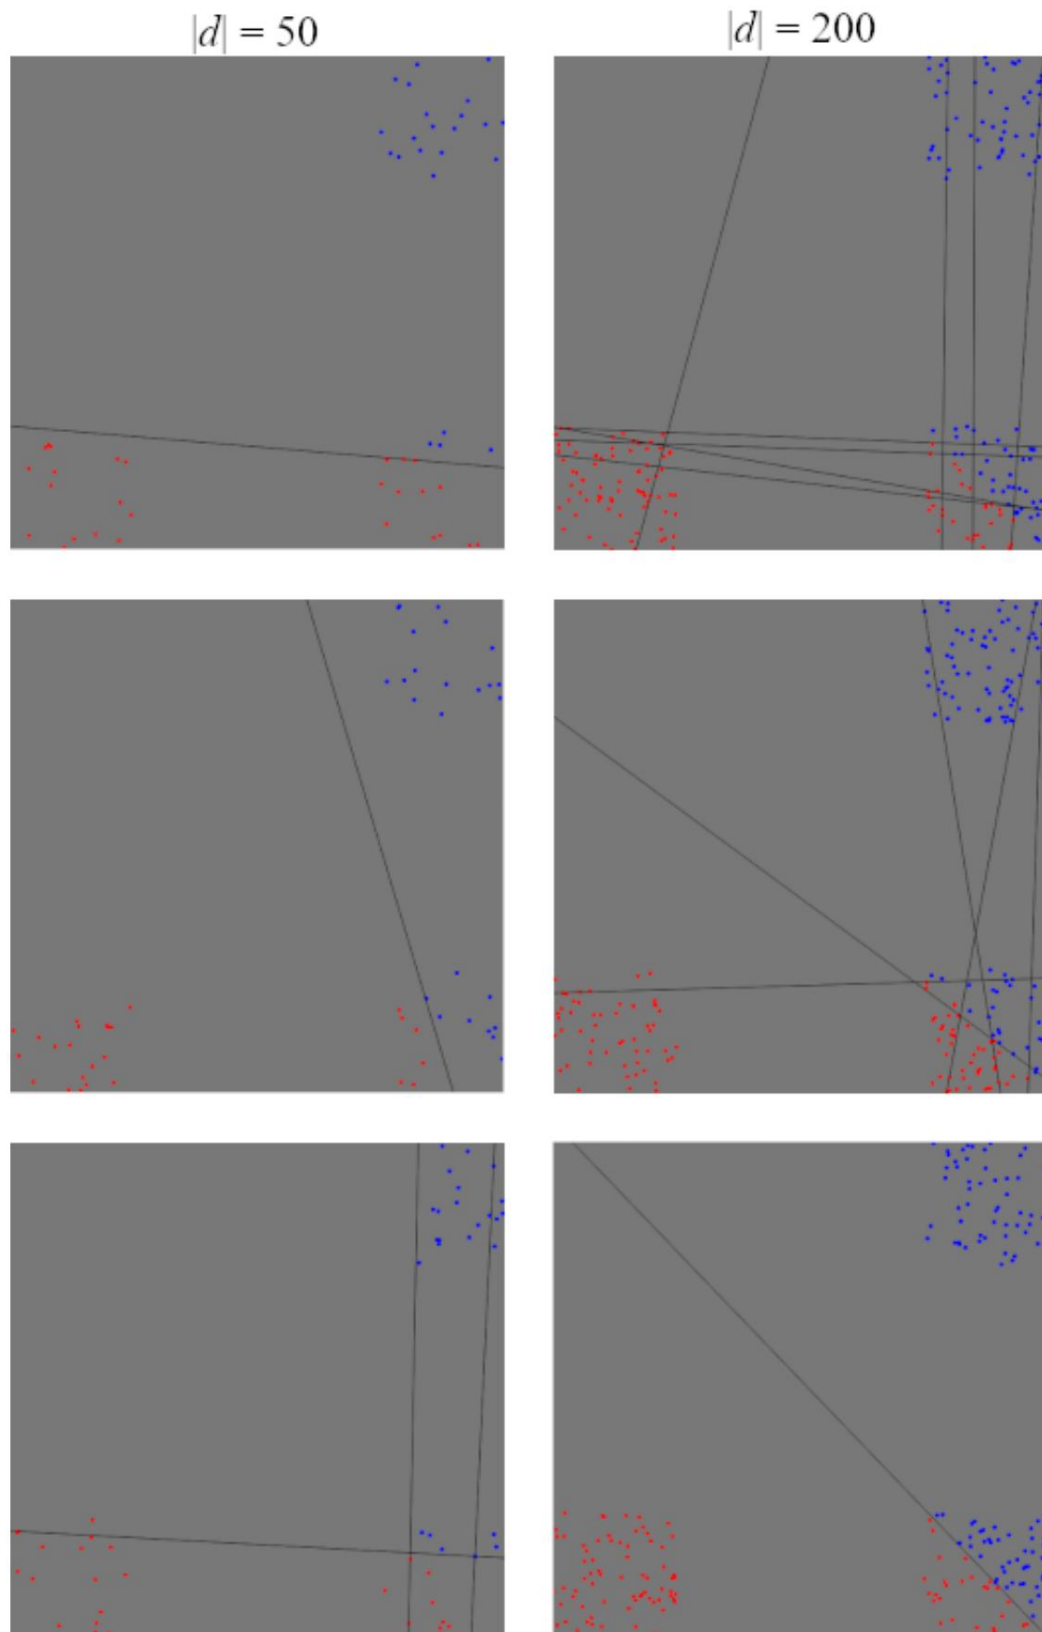 |d| = 50
|d| = 200